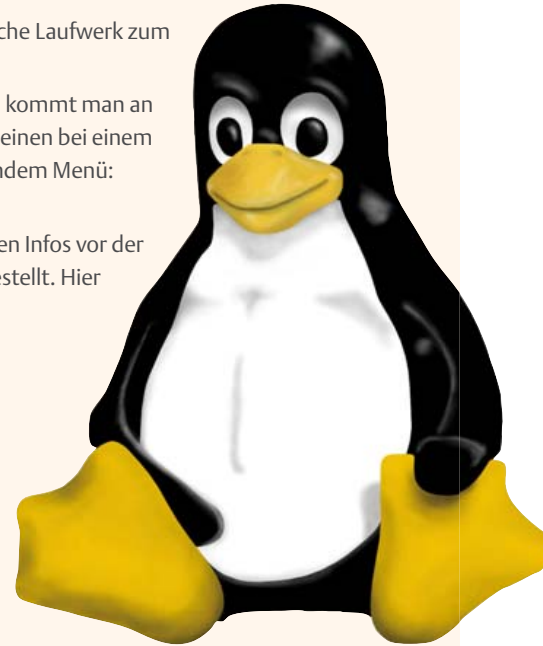 che Laufwerk zum
kommt man an
einen bei einem
ndem Menü:
en Infos vor der
estellt. Hier